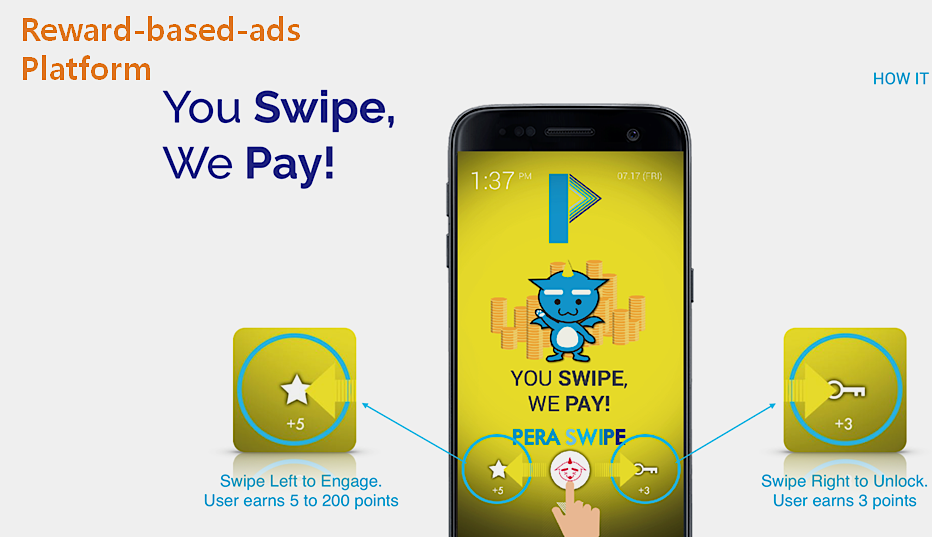 Reward-based-ads
Platform
HOW IT
You Swipe,
We Pay!
1:37 PM
07.17 (FRI)
YOU SWIPE,
WE PAY!
PERA SWIPE
+5
+3
+5
+3
Swipe Left to Engage.
User earns 5 to 200 points
Swipe Right to Unlock.
User earns 3 points